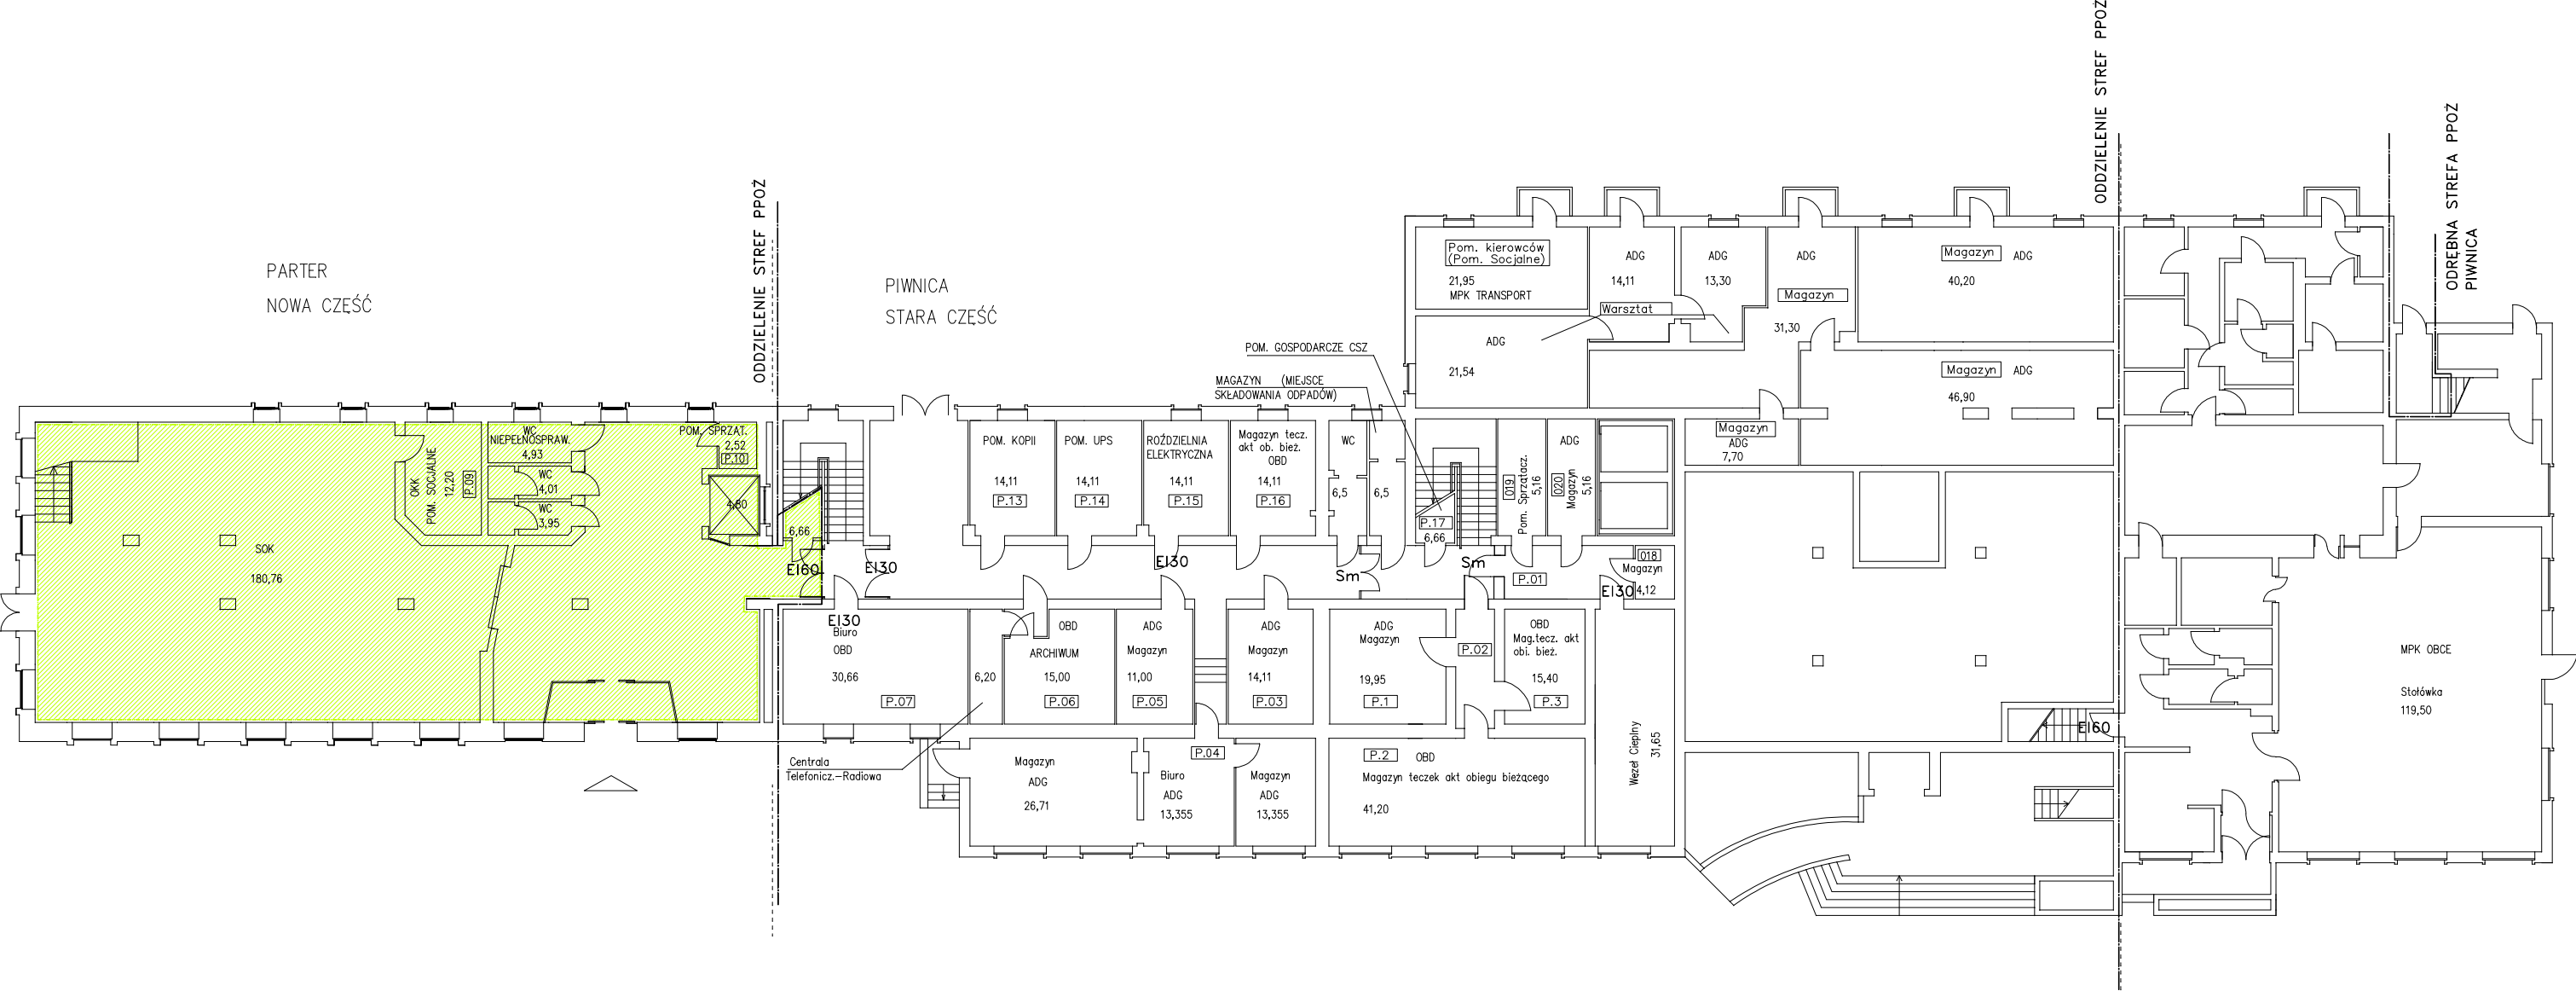 PARTER
NOWA CZĘŚĆ
ODDZIELENIE STREF PPOŻ
PIWNICA
STARA CZĘŚĆ
ODDZIELENIE STREF PPOŻ
ODRĘBNA STREFA PPOŻ
PIWNICA
SOK
180,76
OKK
POM. SOCJALNE
12,20
P.09
WC
NIEPEŁNOSPRAW.
4,93
WC
4,01
WC
3,95
POM. SPRZĄT.
2,52
P.10
4,80
6,66
EI60
EI30
EI30
POM. KOPII
14,11
P.13
POM. UPS
14,11
P.14
ROŹDZIELNIA
ELEKTRYCZNA
14,11
P.15
EI30
Magazyn tecz.
akt ob. bież.
OBD
14,11
P.16
WC
6,5
6,5
Sm
POM. GOSPODARCZE CSZ
MAGAZYN (MIEJSCE
SKŁADOWANIA ODPADÓW)
P.17
6,66
Sm
019
Pom. Sprzątacz.
5,16
ADG
020
Magazyn
5,16
P.01
018
Magazyn
4,12
EI30
Pom. kierowców
(Pom. Socjalne)
21,95
MPK TRANSPORT
ADG
14,11
ADG
13,30
Warsztat
ADG
21,54
ADG
Magazyn
31,30
Magazyn
ADG
40,20
Magazyn
ADG
46,90
Magazyn
ADG
7,70
Biuro
OBD
30,66
P.07
6,20
Centrala
Telefonicz.-Radiowa
OBD
ARCHIWUM
15,00
P.06
ADG
Magazyn
11,00
P.05
ADG
Magazyn
14,11
P.03
ADG
Magazyn
19,95
P.1
P.02
OBD
Mag.tecz. akt
obi. bież.
15,40
P.3
Magazyn
ADG
26,71
P.04
Biuro
ADG
13,355
Magazyn
ADG
13,355
P.2
OBD
Magazyn teczek akt obiegu bieżącego
41,20
Węzeł Cieplny
31,65
EI60
MPK OBCE
Stołówka
119,50